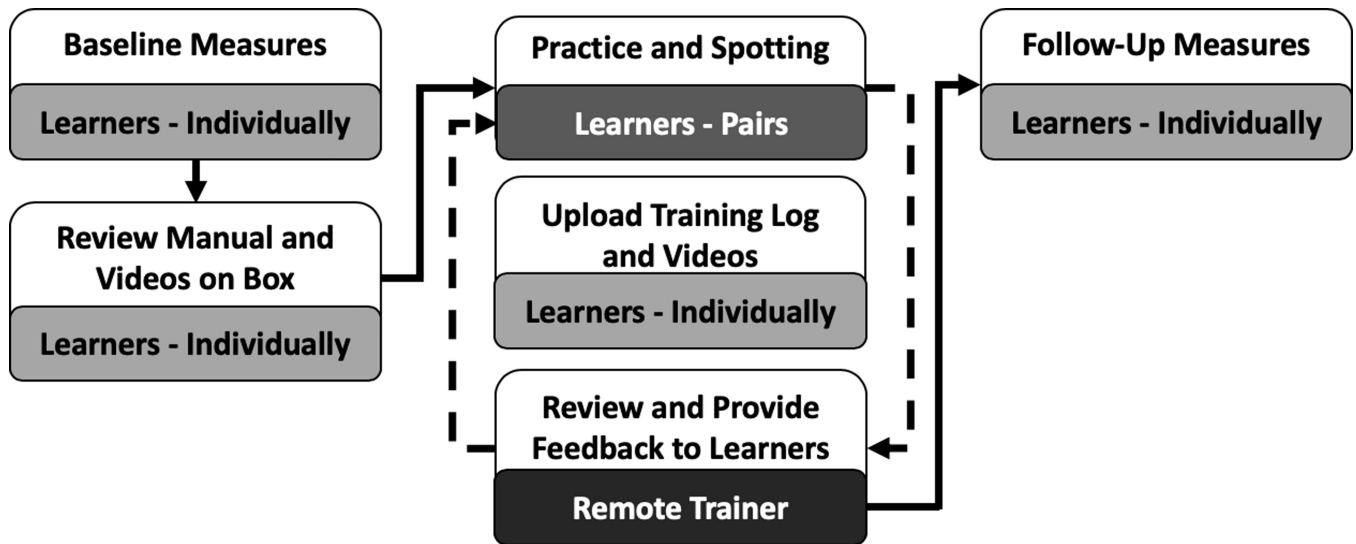 Baseline Measures
Learners - Individually
Review Manual and
Videos on Box
Learners - Individually
Practice and Spotting
Learners - Pairs
Upload Training Log
and Videos
Learners - Individually
Review and Provide
Feedback to Learners
Remote Trainer
Follow-Up Measures
Learners - Individually